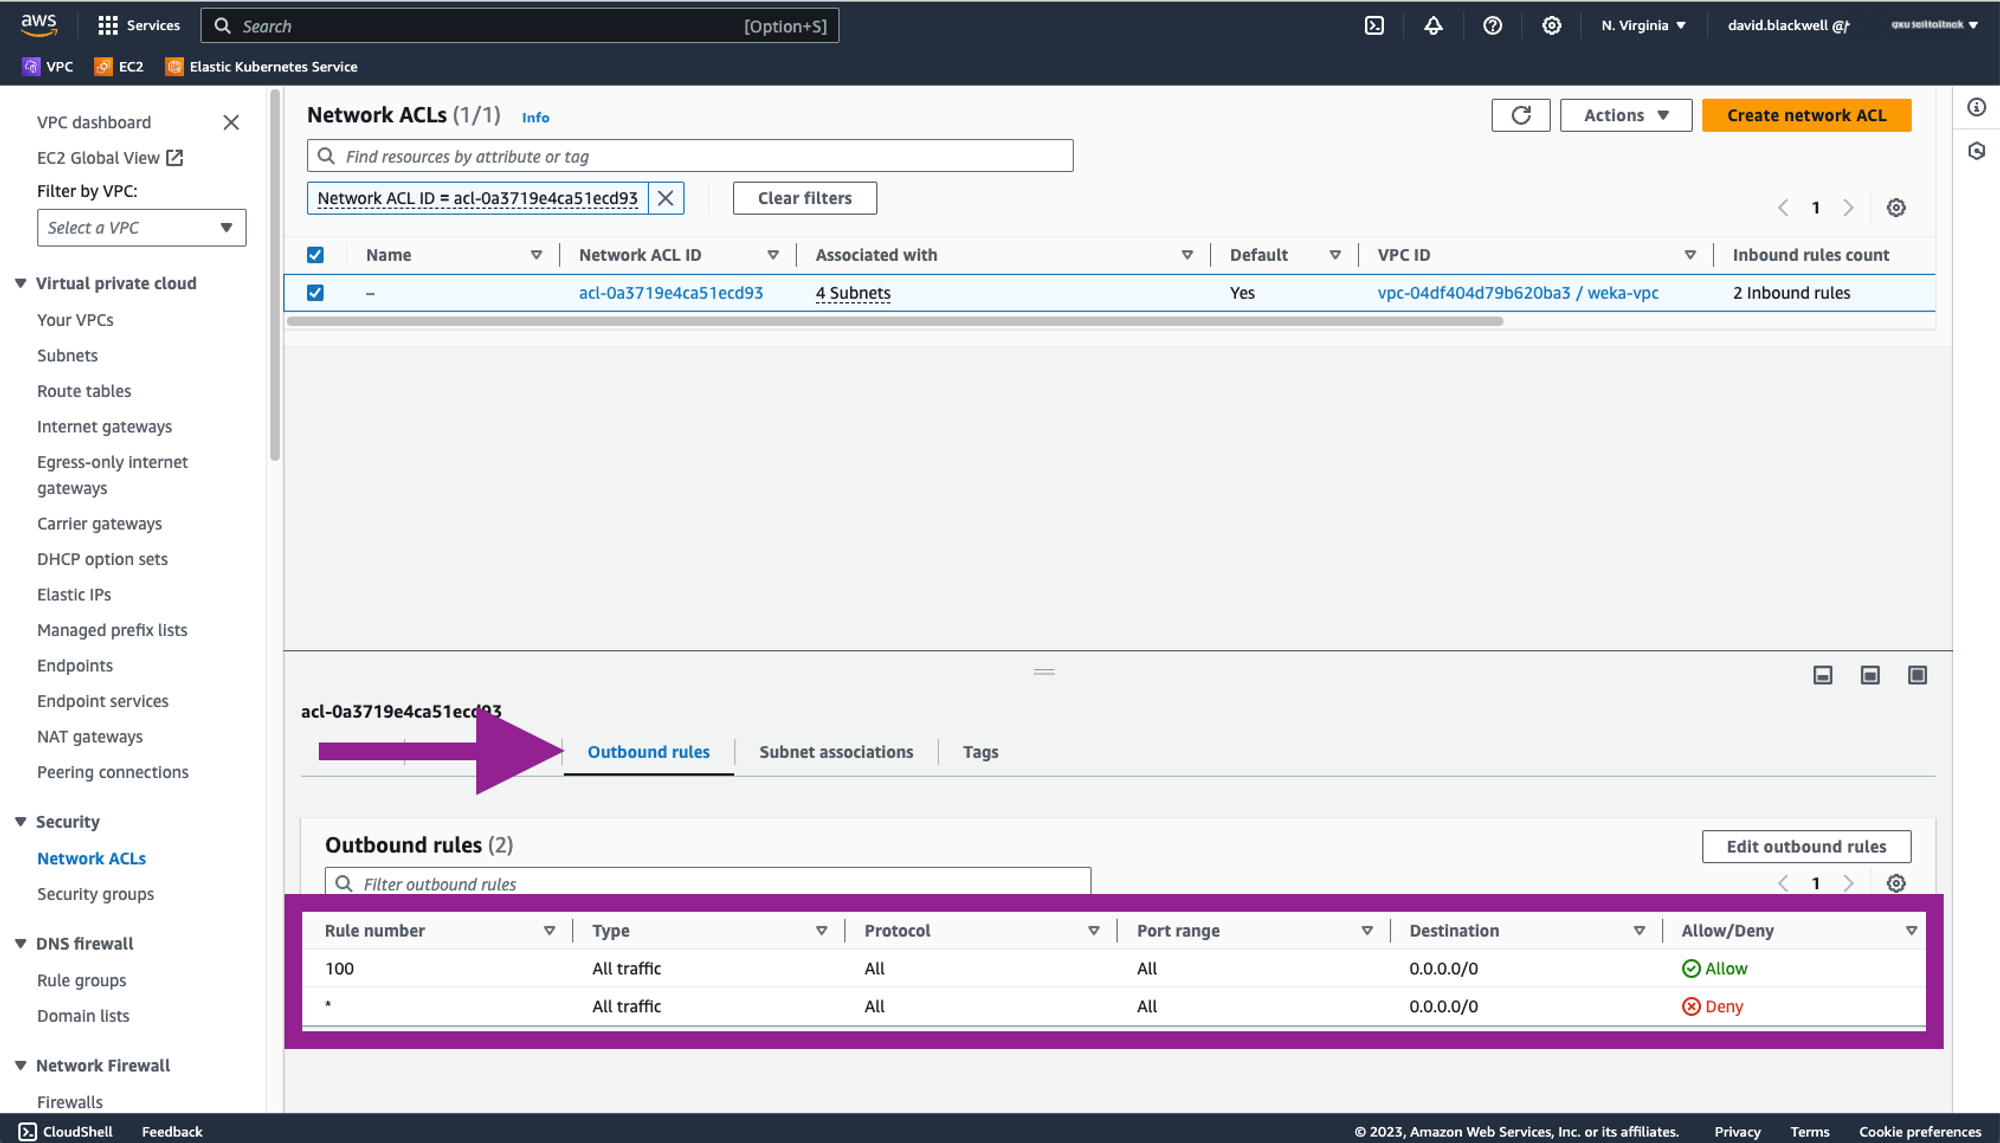 aws
Services
Search
[Option+S]
N. Virginia
david.blackwell @
VPC
EC2
Elastic Kubernetes Service
VPC dashboard
EC2 Global View
Filter by VPC:
Select a VPC
Virtual private cloud
Your VPCs
Subnets
Route tables
Internet gateways
Egress-only internet
gateways
Carrier gateways
DHCP option sets
Elastic IPs
Managed prefix lists
Endpoints
Endpoint services
NAT gateways
Peering connections
Security
Network ACLs
Security groups
DNS firewall
Rule groups
Domain lists
Network Firewall
Firewalls
Network ACLs (1/1) Info
Actions
Create network ACL
Find resources by attribute or tag
Network ACL ID = acl-0a3719e4ca51ecd93
Clear filters
1
Name Network ACL ID Associated with Default VPC ID Inbound rules count
– acl-0a3719e4ca51ecd93 4 Subnets Yes vpc-04df404d79b620ba3 / weka-vpc 2 Inbound rules
acl-0a3719e4ca51ecd93
Outbound rules
Subnet associations
Tags
Outbound rules (2)
Edit outbound rules
Filter outbound rules
1
Rule number Type Protocol Port range Destination Allow/Deny
100 All traffic All All 0.0.0.0/0 Allow
* All traffic All All 0.0.0.0/0 Deny
CloudShell
Feedback
© 2023, Amazon Web Services, Inc. or its affiliates.
Privacy
Terms
Cookie preferences